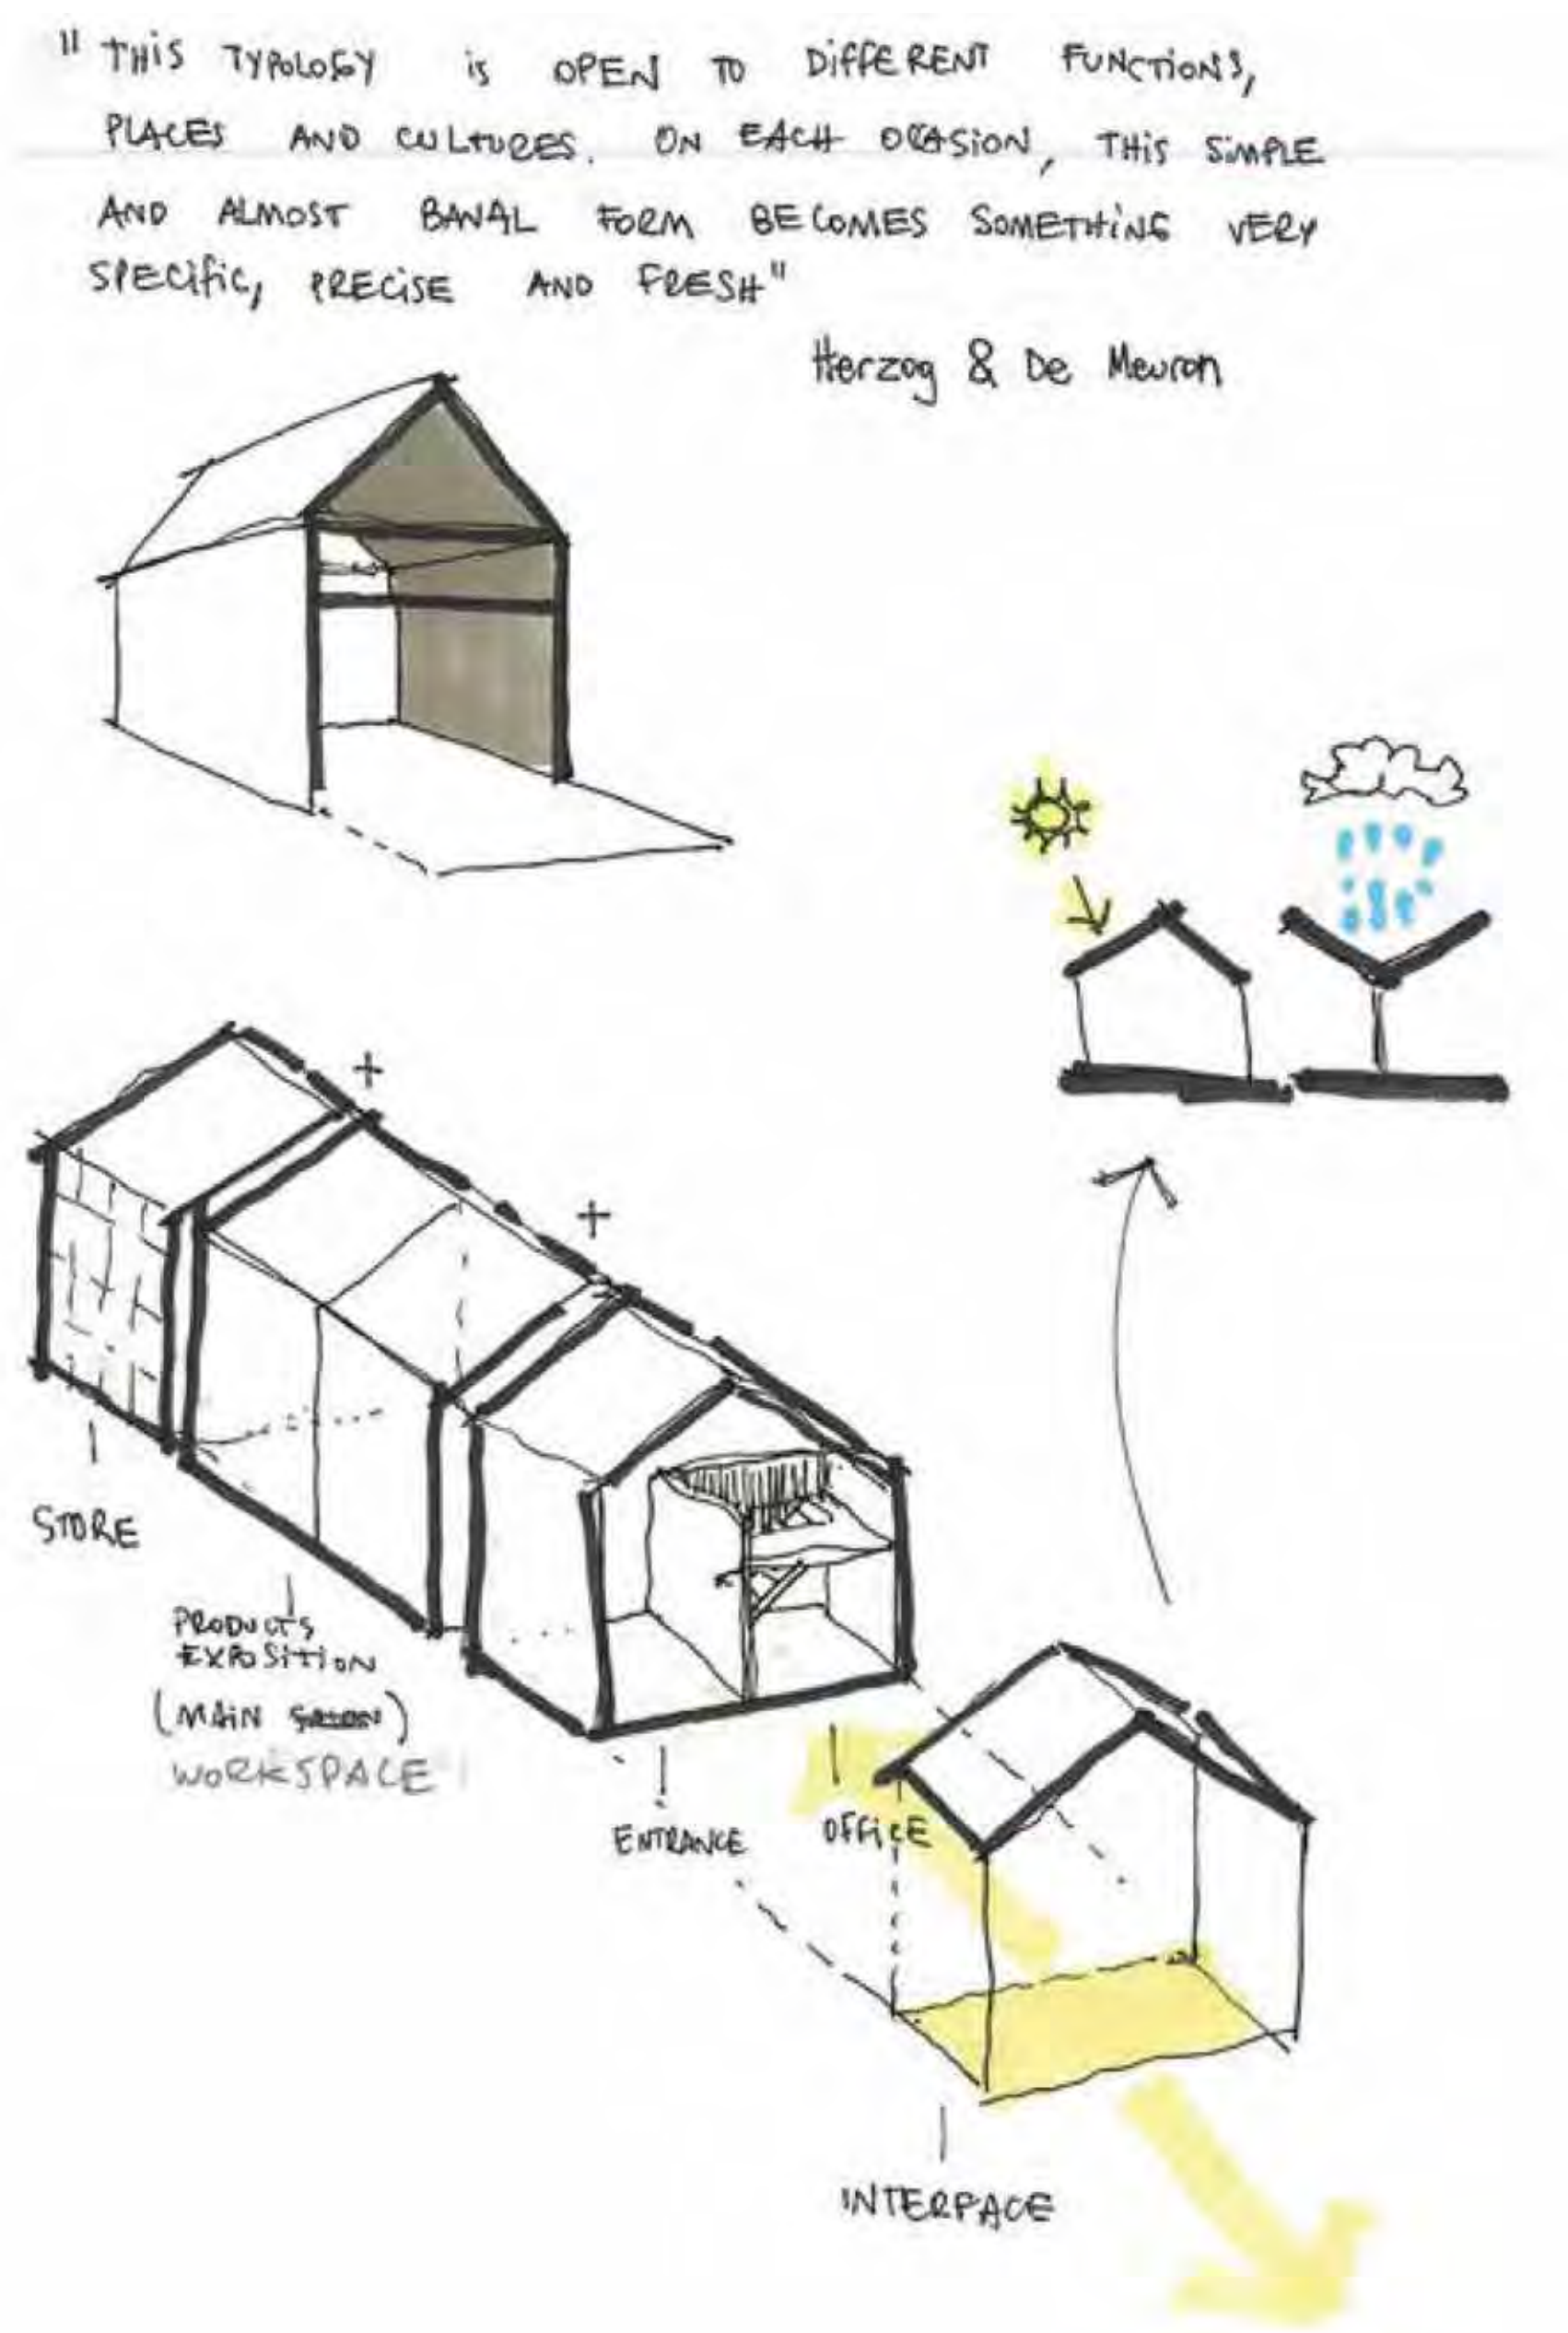 " THIS TYPOLOGY is OPEN TO DIFFERENT FUNCTIONS,
PLACES AND CULTURES. ON EACH OCCASION, THIS SIMPLE
AND ALMOST BANAL FORM BECOMES SOMETHING VERY
SPECIFIC, PRECISE AND FRESH"
Herzog & De Meuron
+
+
STORE
PRODUCTS
EXPOSITION
(MAIN )
WORKSPACE
ENTRANCE
OFFICE
INTERFACE